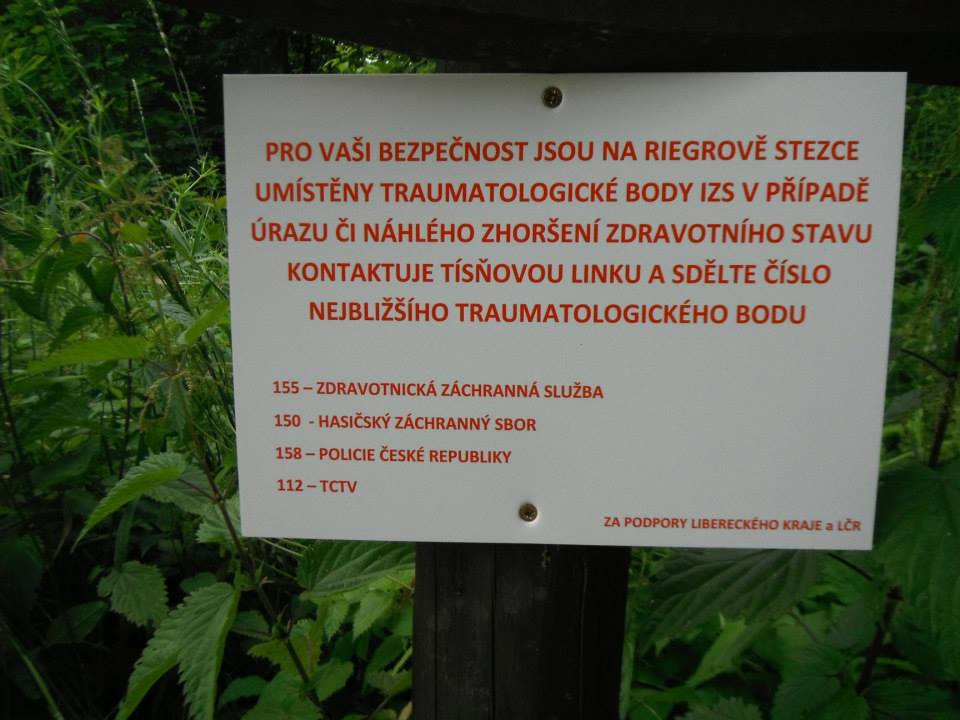 PRO VAŠI BEZPEČNOST JSOU NA RIEGROVĚ STEZCE
UMÍSTĚNY TRAUMATOLOGICKÉ BODY IZS V PŘÍPADĚ
ÚRAZU ČI NÁHLÉHO ZHORŠENÍ ZDRAVOTNÍHO STAVU
KONTAKTUJE TÍSŇOVOU LINKU A SDĚLTE ČÍSLO
NEJBLIŽŠÍHO TRAUMATOLOGICKÉHO BODU
155 – ZDRAVOTNICKÁ ZÁCHRANNÁ SLUŽBA
150 - HASIČSKÝ ZÁCHRANNÝ SBOR
158 – POLICIE ČESKÉ REPUBLIKY
112 – TCTV
ZA PODPORY LIBERECKÉHO KRAJE a LČR